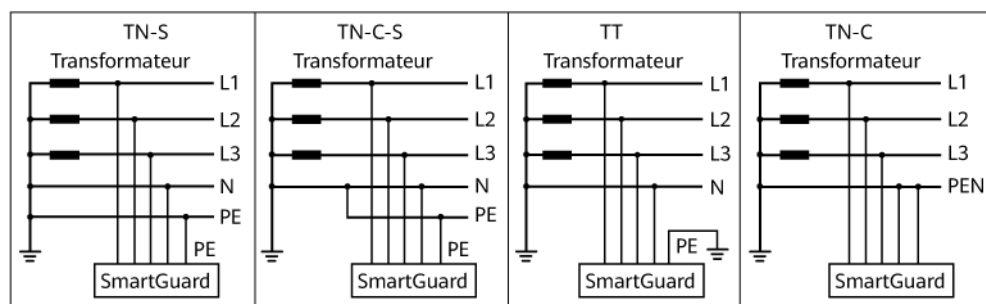 TN-S
Transformateur
L1
L2
L3
N
PE
PE
SmartGuard
TN-C-S
Transformateur
L1
L2
L3
N
PE
PE
SmartGuard
TT
Transformateur
L1
L2
L3
N
PE
SmartGuard
TN-C
Transformateur
L1
L2
L3
PEN
SmartGuard